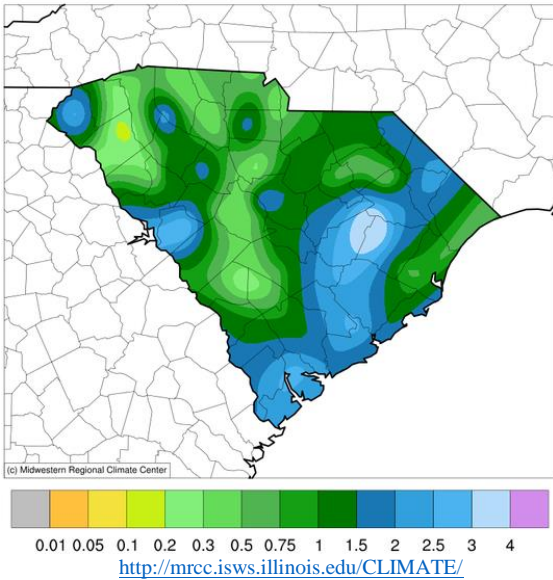 (c) Midwestern Regional Climate Center
0.01 0.05 0.1 0.2 0.3 0.5 0.75 1 1.5 2 2.5 3 4
http://mrcc.isws.illinois.edu/CLIMATE/